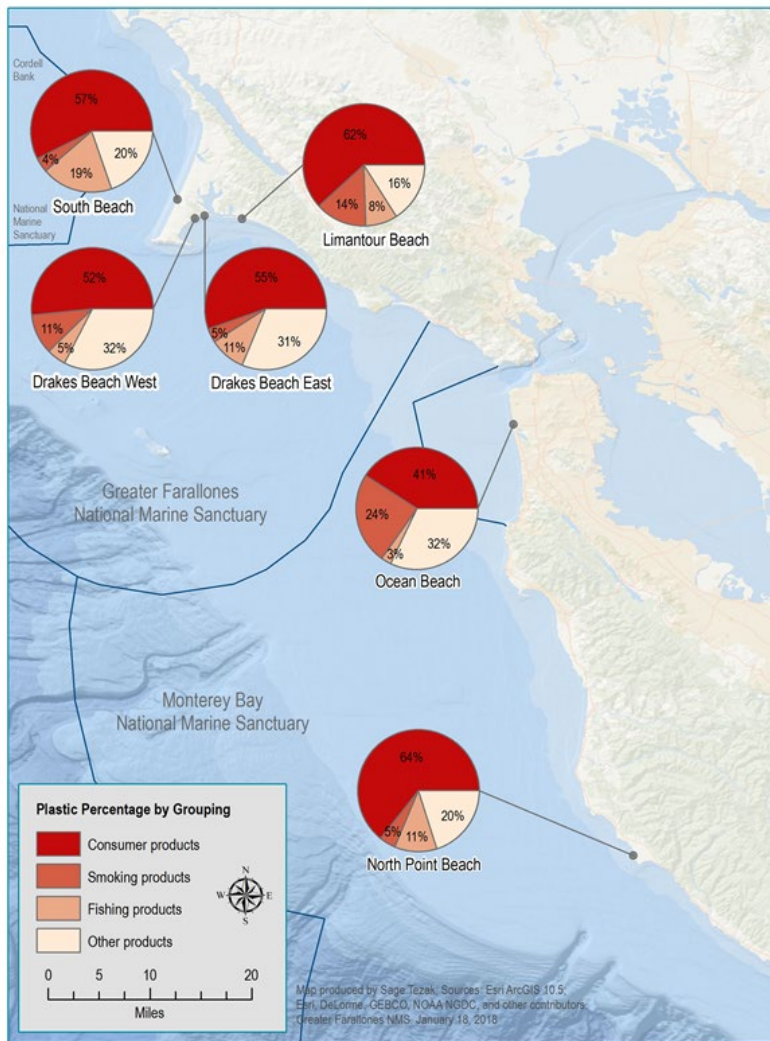 Cordell
Bank
57%
4%
19%
20%
South Beach
National
Marine
Sanctuary
62%
14%
8%
16%
Limantour Beach
52%
11%
5%
32%
Drakes Beach West
55%
5%
11%
31%
Drakes Beach East
Greater Farallones
National Marine Sanctuary
41%
24%
3%
32%
Ocean Beach
Monterey Bay
National Marine Sanctuary
64%
5%
11%
20%
North Point Beach
Plastic Percentage by Grouping
Consumer products
Smoking products
Fishing products
Other products
N
W E
S
0 5 10 20
Miles
Map produced by Sage Tezak, Sources: Esri ArcGIS 10.5;
Esri, DeLorme, GEBCO, NOAA NGDC, and other contributors;
Greater Farallones NMS. January 18, 2018